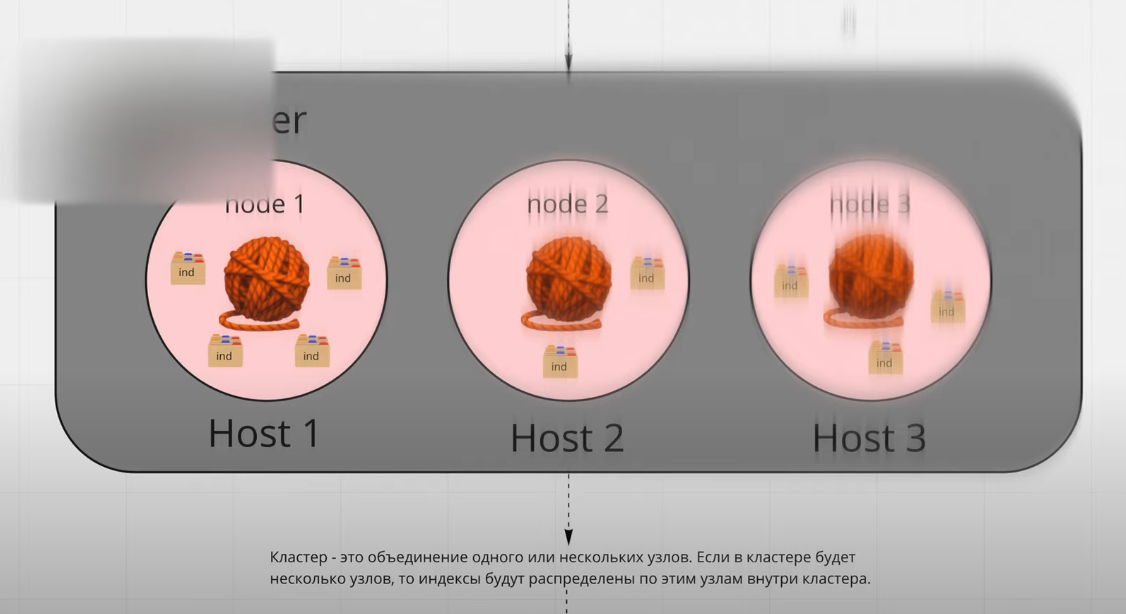 er
node 1
node 2
node 3
ind
ind
ind
ind
ind
ind
ind
ind
ind
Host 1
Host 2
Host 3
Кластер - это объединение одного или нескольких узлов. Если в кластере будет
несколько узлов, то индексы будут распределены по этим узлам внутри кластера.